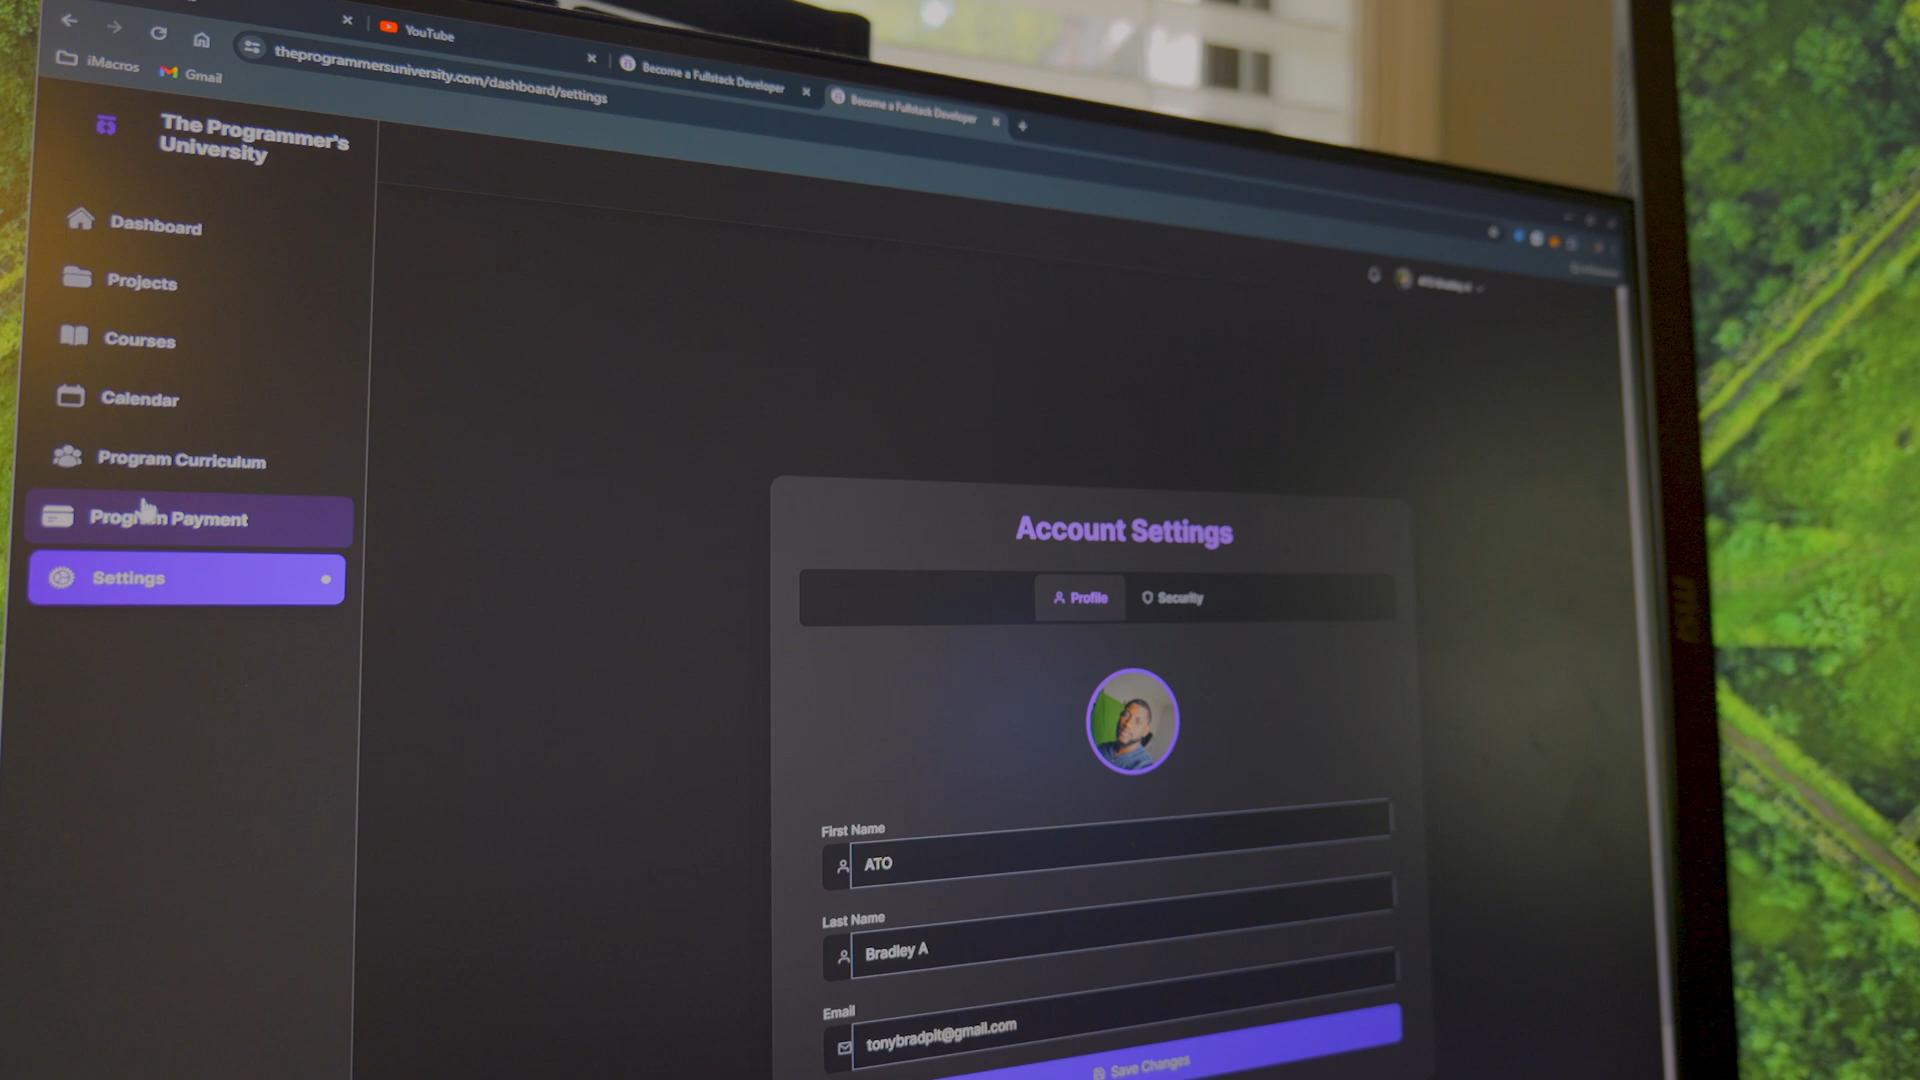 YouTube
Become a Fullstack Developer
Become a Fullstack Developer
theprogrammersuniversity.com/dashboard/settings
iMacros
Gmail
The Programmer's
University
Dashboard
Projects
Courses
Calendar
Program Curriculum
Program Payment
Settings
Account Settings
Profile
Security
First Name
ATO
Last Name
Bradley A
Email
tonybradpit@gmail.com
Save Changes